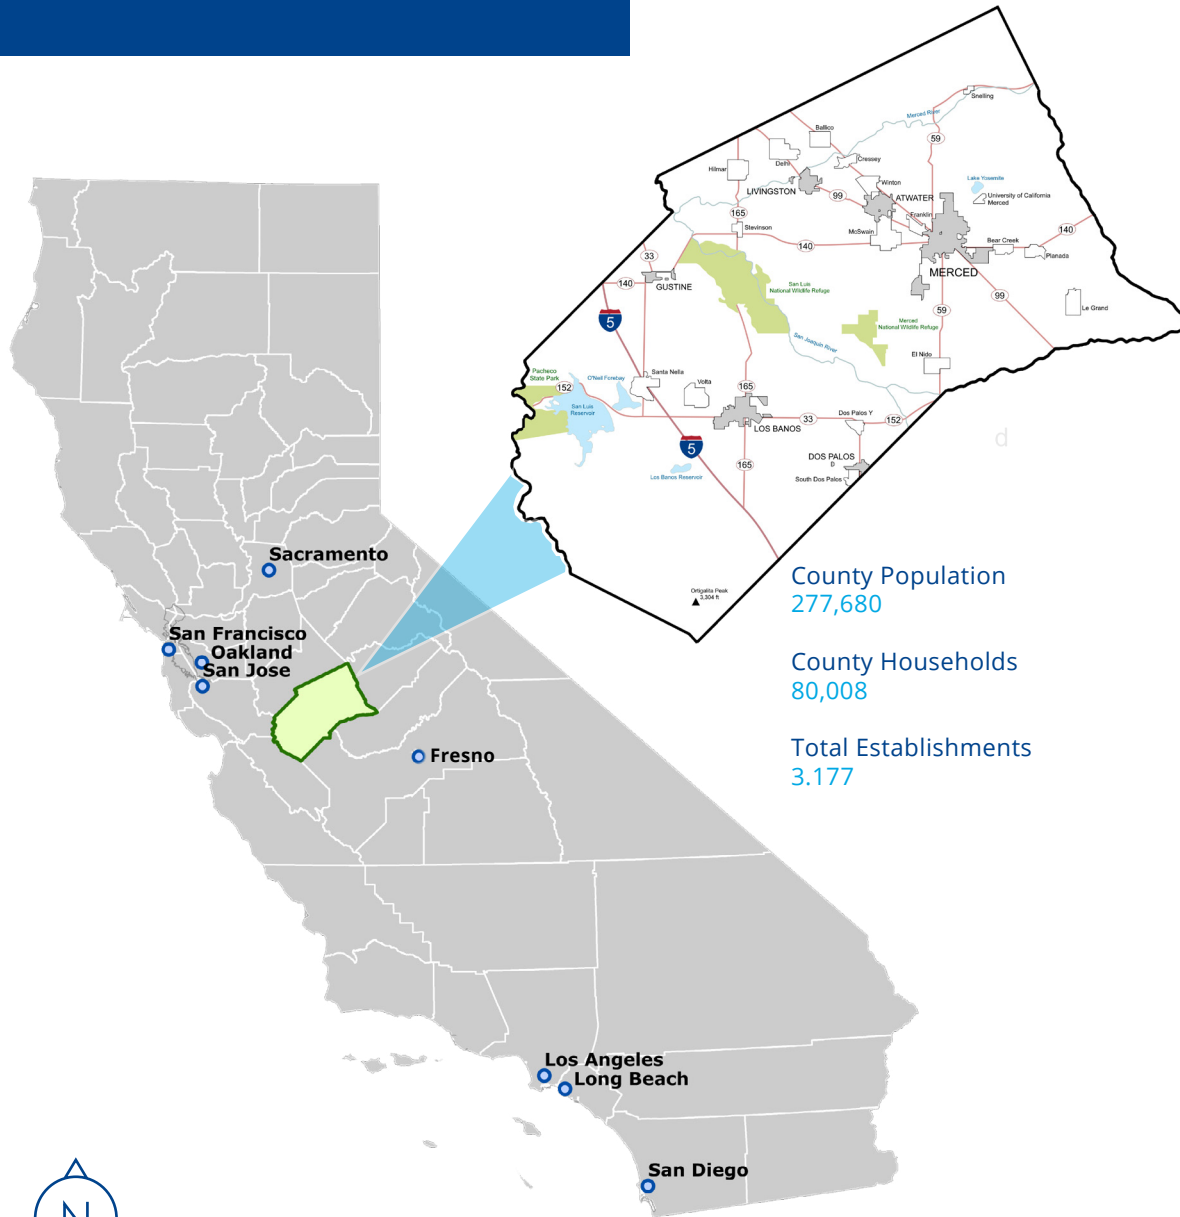 Snelling
Merced River
59
Ballico
Cressey
Delhi
Hilmar
Winton
Lake Yosemite
LIVINGSTON
99
ATWATER
University of California
Merced
165
Franklin
Stevinson
McSwain
140
Bear Creek
140
Planada
33
140
GUSTINE
MERCED
San Luis
National Wildlife Refuge
99
Le Grand
5
59
Merced
National Wildlife Refuge
San Joaquin River
El Nido
Pacheco
State Park
152
O'Neil Forebay
Santa Nella
Volta
165
San Luis
Reservoir
33
Dos Palos Y
152
LOS BANOS
d
5
165
DOS PALOS
D
Los Banos Reservoir
South Dos Palos
Ortigalita Peak
3,304 ft
Sacramento
San Francisco
Oakland
San Jose
Fresno
Los Angeles
Long Beach
San Diego
N
County Population
277,680
County Households
80,008
Total Establishments
3.177